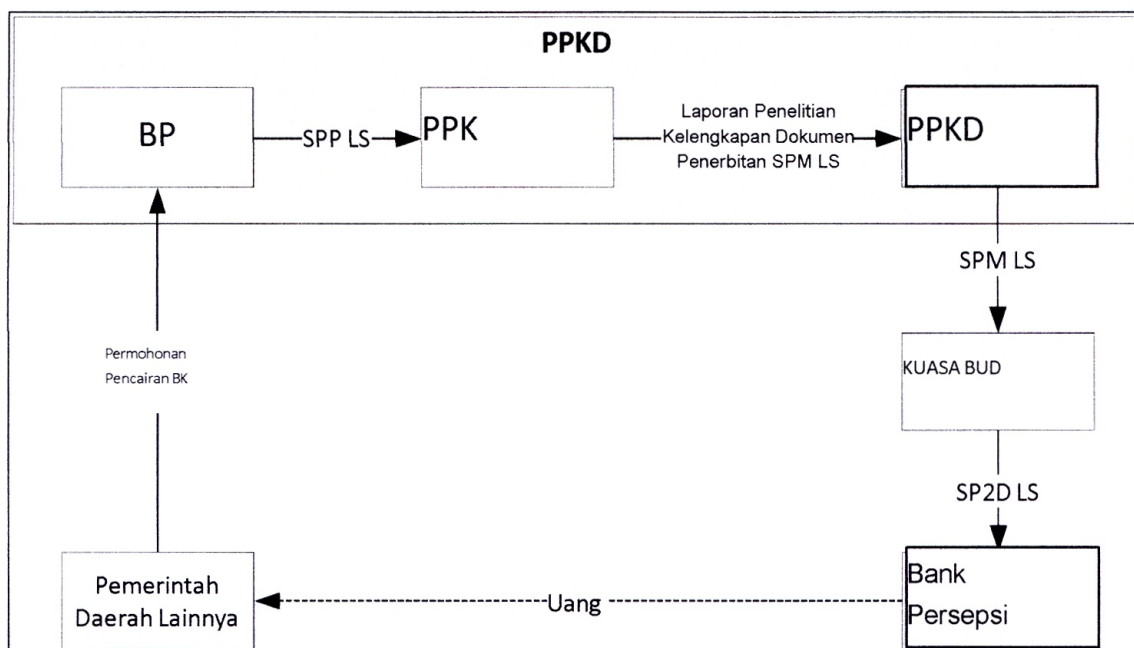 PPKD
BP
SPP LS
PPK
Laporan Penelitian
Kelengkapan Dokumen
Penerbitan SPM LS
PPKD
SPM LS
Permohonan
Pencairan BK
KUASA BUD
SP2D LS
Pemerintah
Daerah Lainnya
Uang
Bank
Persepsi